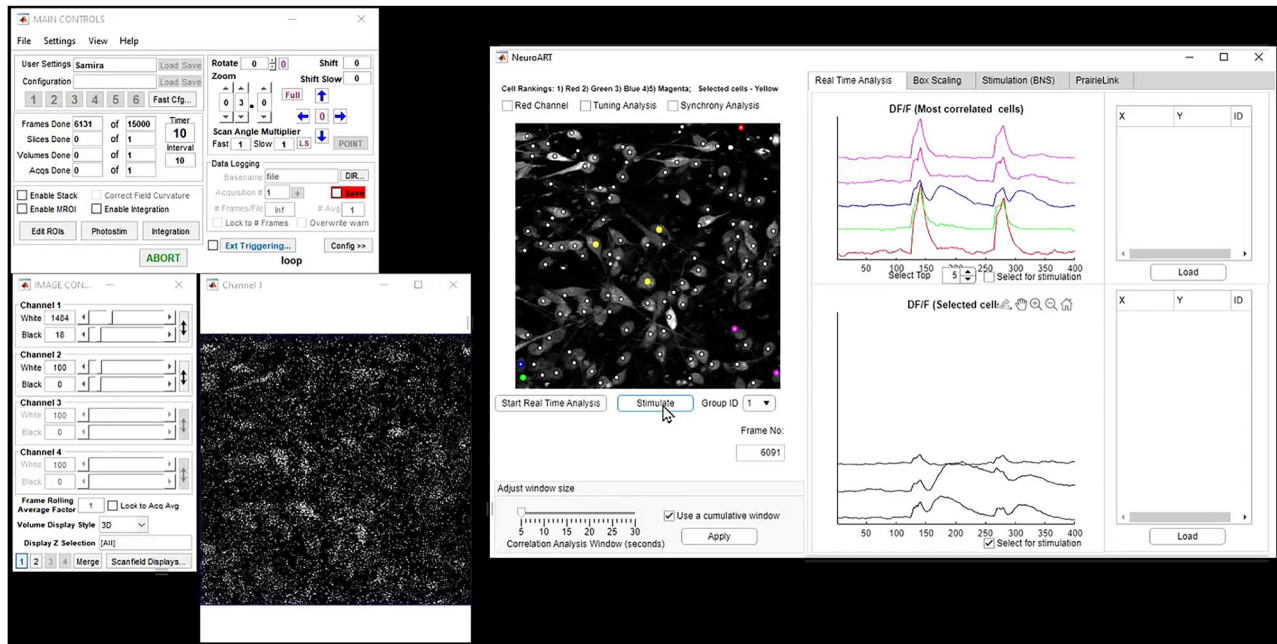 MAIN CONTROLS
File Settings View Help
User Settings Samira Load Save
Configuration Load Save
1 2 3 4 5 6 Fast Cfg...
Frames Done 6131 of 15000
Slices Done 0 of 1
Volumes Done 0 of 1
Acqs Done 0 of 1
Timer
10
Interval
10
Enable Stack Correct Field Curvature
Enable MROI Enable Integration
Edit ROIs Photostim Integration
ABORT
Rotate 0 0 Shift 0
Zoom Shift Slow 0
Full
0 3 . 0 0
Scan Angle Multiplier
Fast 1 Slow 1 LS POINT
Data Logging
Basename file DIR...
Acquisition # 1 + Save
# Frames/File Inf # Avg 1
Lock to # Frames Overwrite warn
Ext Triggering... Config >>
loop
IMAGE CON...
Channel 1
White 1484
Black 18
Channel 2
White 100
Black 0
Channel 3
White 100
Black 0
Channel 4
White 100
Black 0
Frame Rolling
Average Factor 1 Lock to Acq Avg
Volume Display Style 3D
Display Z Selection [All]
1 2 3 4 Merge Scanfield Displays...
Channel 1
NeuroART
Cell Rankings: 1) Red 2) Green 3) Blue 4)5) Magenta; Selected cells - Yellow
Red Channel Tuning Analysis Synchrony Analysis
Start Real Time Analysis Stimulate Group ID 1
Frame No:
6091
Adjust window size
5 10 15 20 25 30
Correlation Analysis Window (seconds)
Use a cumulative window
Apply
Real Time Analysis Box Scaling Stimulation (BNS) PrairieLink
DF/F (Most correlated cells)
50 100 150 200 250 300 350 400
Select Top 5 Select for stimulation
X Y ID
Load
DF/F (Selected cells
50 100 150 200 250 300 350 400
Select for stimulation
X Y ID
Load